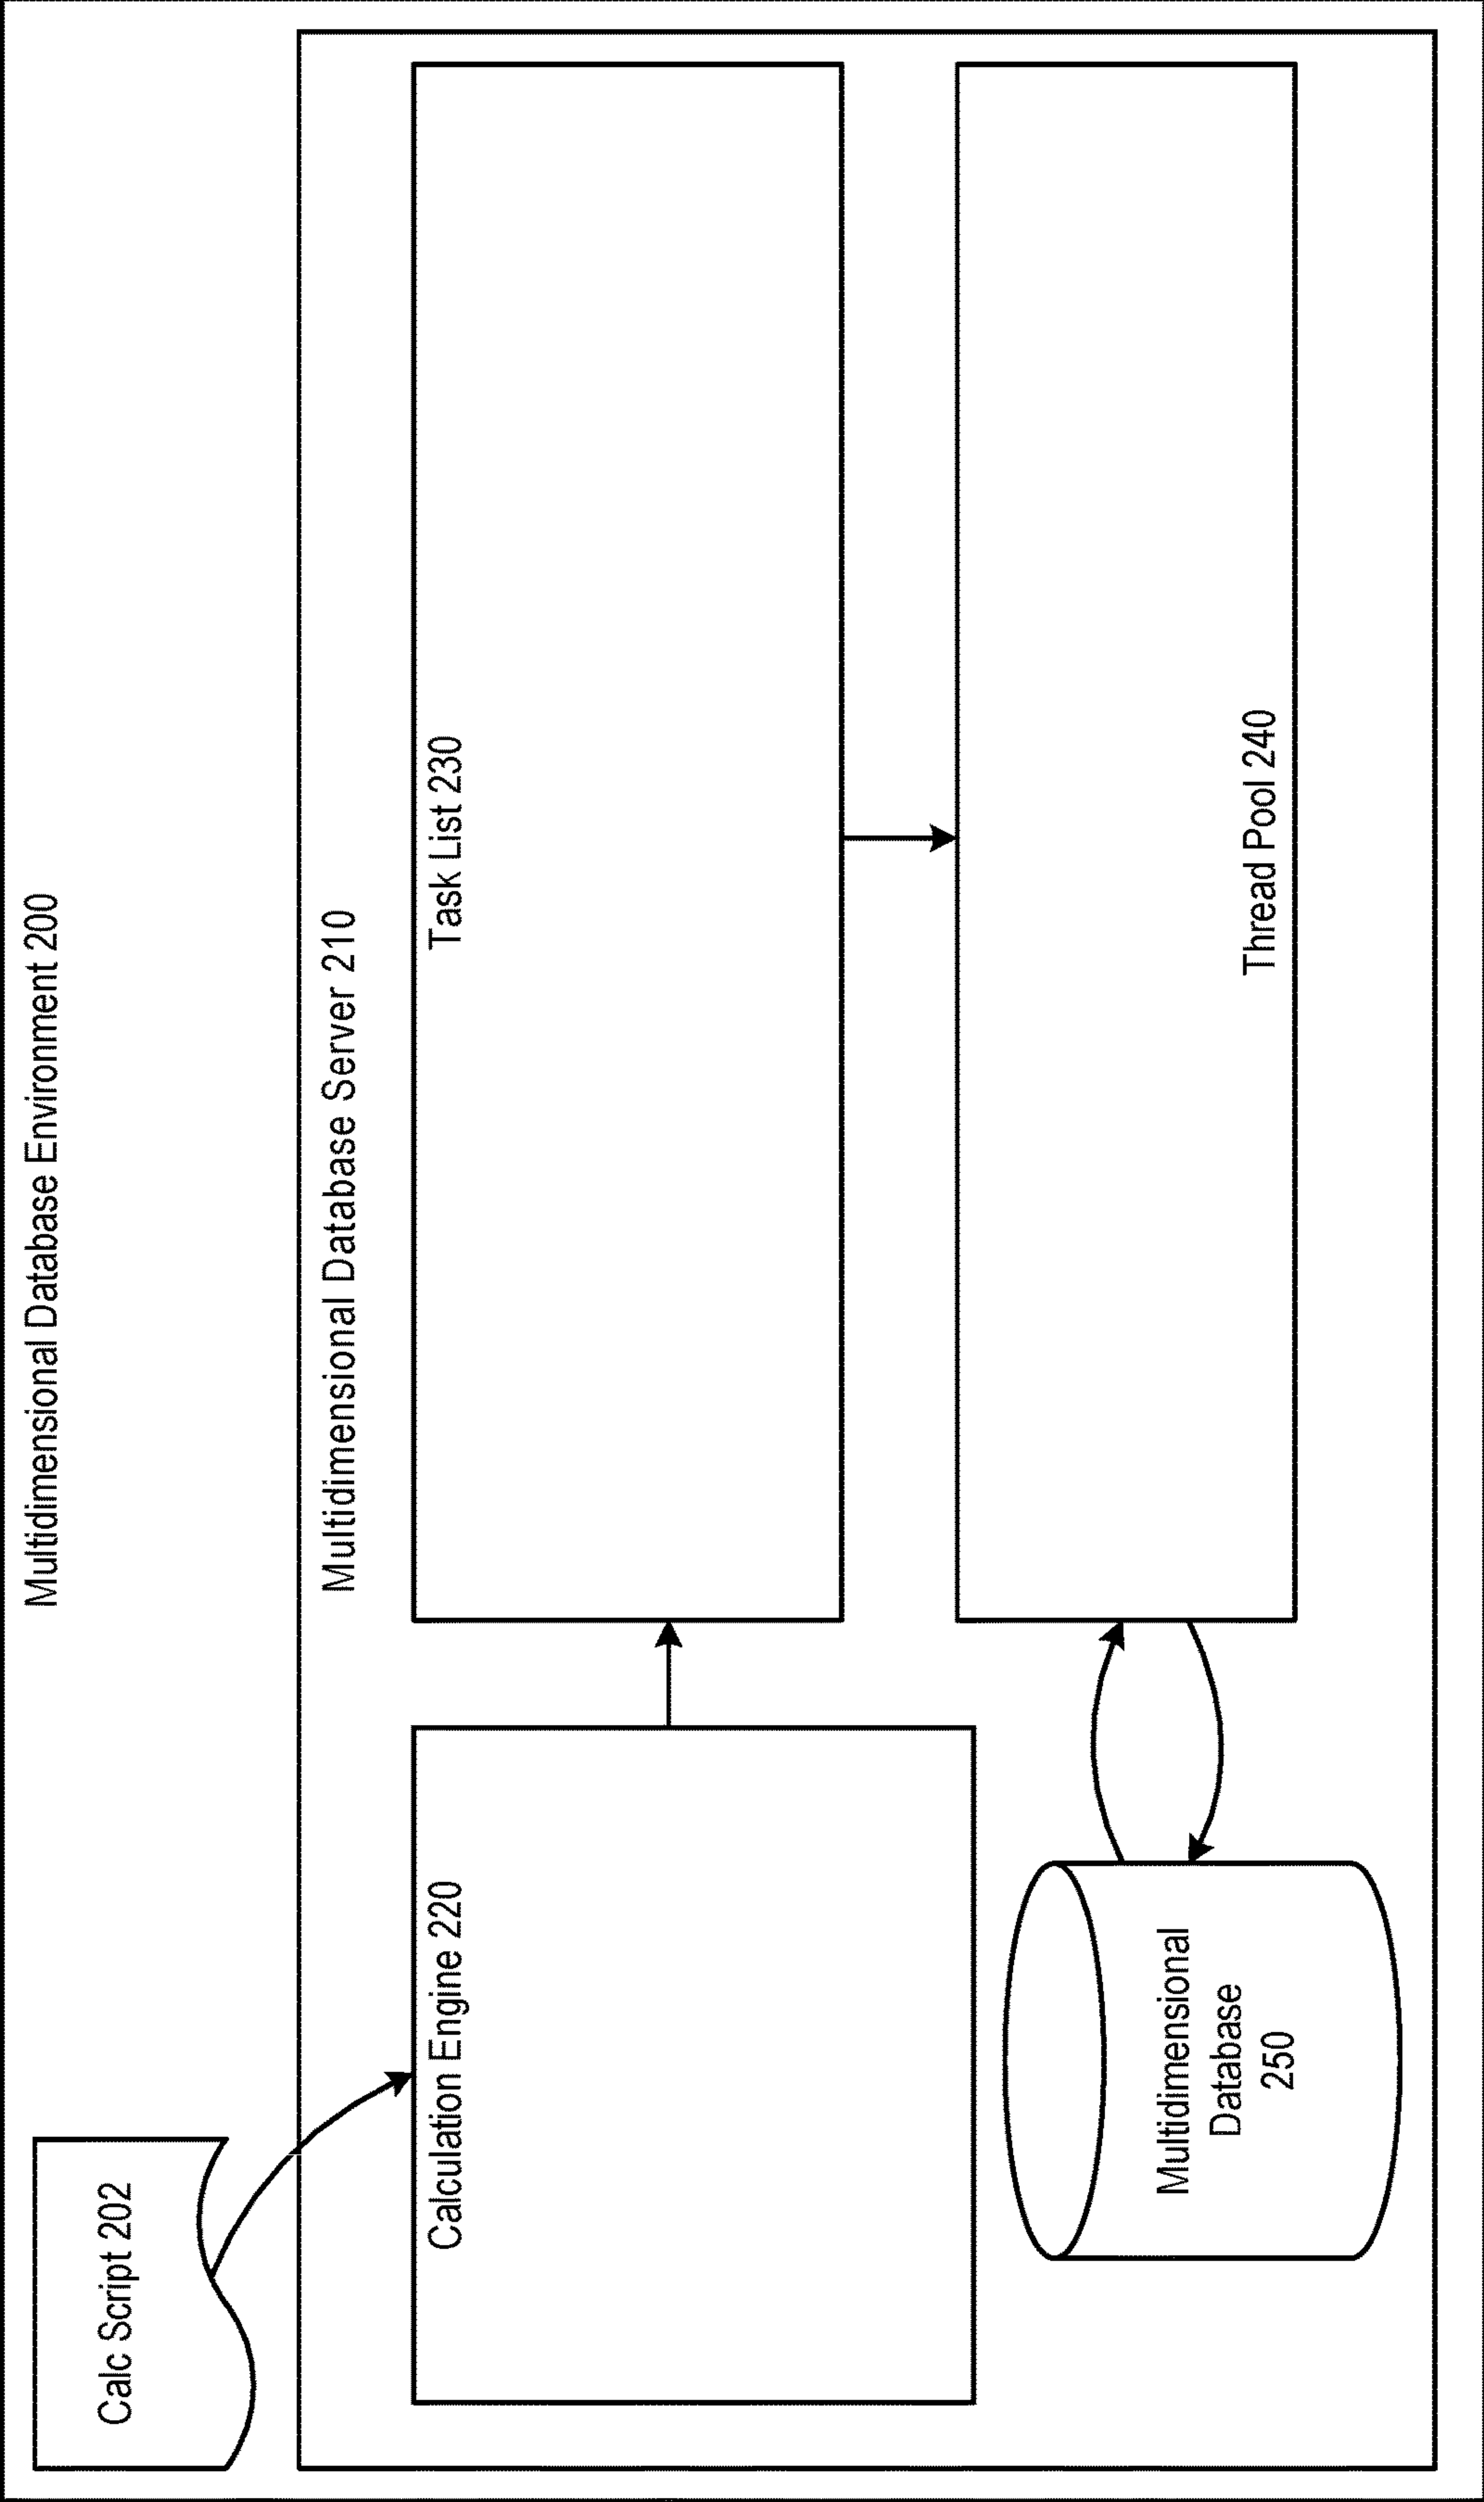 Multidimensional Database Environment 200
Calc Script 202
Multidimensional Database Server 210
Calculation Engine 220
Task List 230
Multidimensional
Database
250
Thread Pool 240